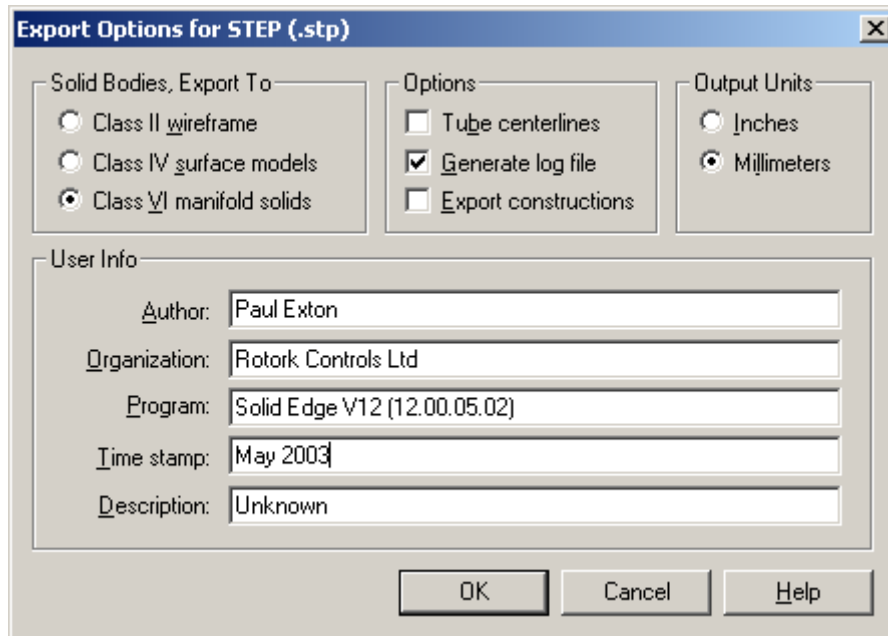 Export Options for STEP (.stp)
Solid Bodies, Export To
Class II wireframe
Class IV surface models
Class VI manifold solids
Options
Tube centerlines
Generate log file
Export constructions
Output Units
Inches
Millimeters
User Info
Author: Paul Exton
Organization: Rotork Controls Ltd
Program: Solid Edge V12 (12.00.05.02)
Time stamp: May 2003
Description: Unknown
OK Cancel Help